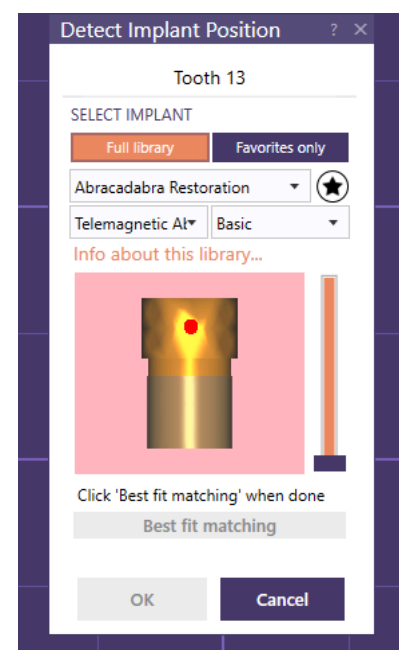 Detect Implant Position ? ×
Tooth 13
SELECT IMPLANT
Full library Favorites only
Abracadabra Restoration
Telemagnetic Basic
Info about this library...
Click 'Best fit matching' when done
Best fit matching
OK Cancel